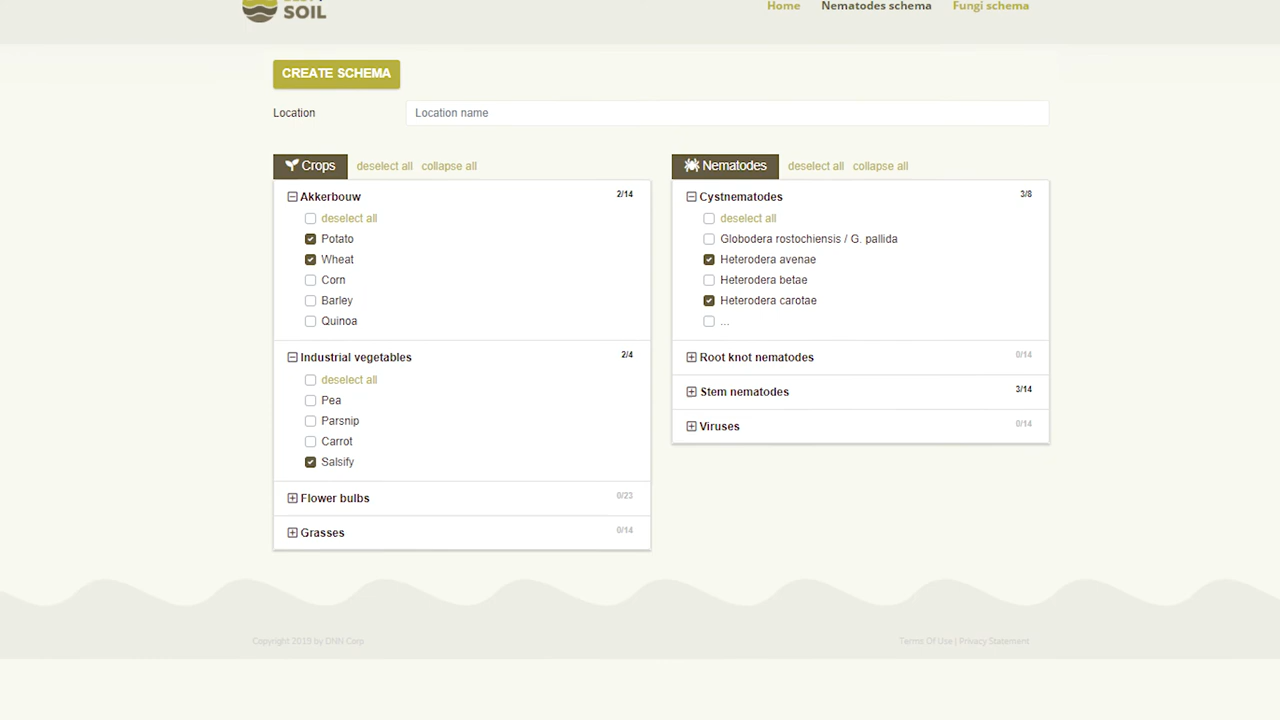 SOIL
Home Nematodes schema Fungi schema
CREATE SCHEMA
Location Location name
Crops deselect all collapse all
Akkerbouw 2/14
deselect all
Potato
Wheat
Corn
Barley
Quinoa
Industrial vegetables 2/4
deselect all
Pea
Parsnip
Carrot
Salsify
Flower bulbs 0/23
Grasses 0/14
Nematodes deselect all collapse all
Cystnematodes 3/8
deselect all
Globodera rostochiensis / G. pallida
Heterodera avenae
Heterodera betae
Heterodera carotae
...
Root knot nematodes 0/14
Stem nematodes 3/14
Viruses 0/14
Copyright 2019 by DNN Corp
Terms Of Use | Privacy Statement